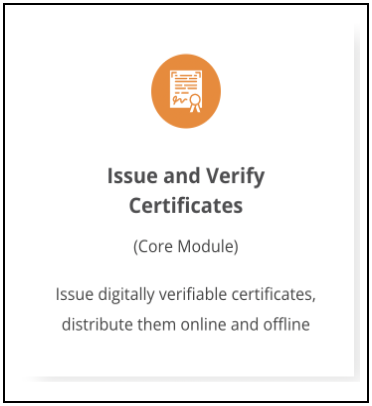 Issue and Verify
Certificates
(Core Module)
Issue digitally verifiable certificates,
distribute them online and offline